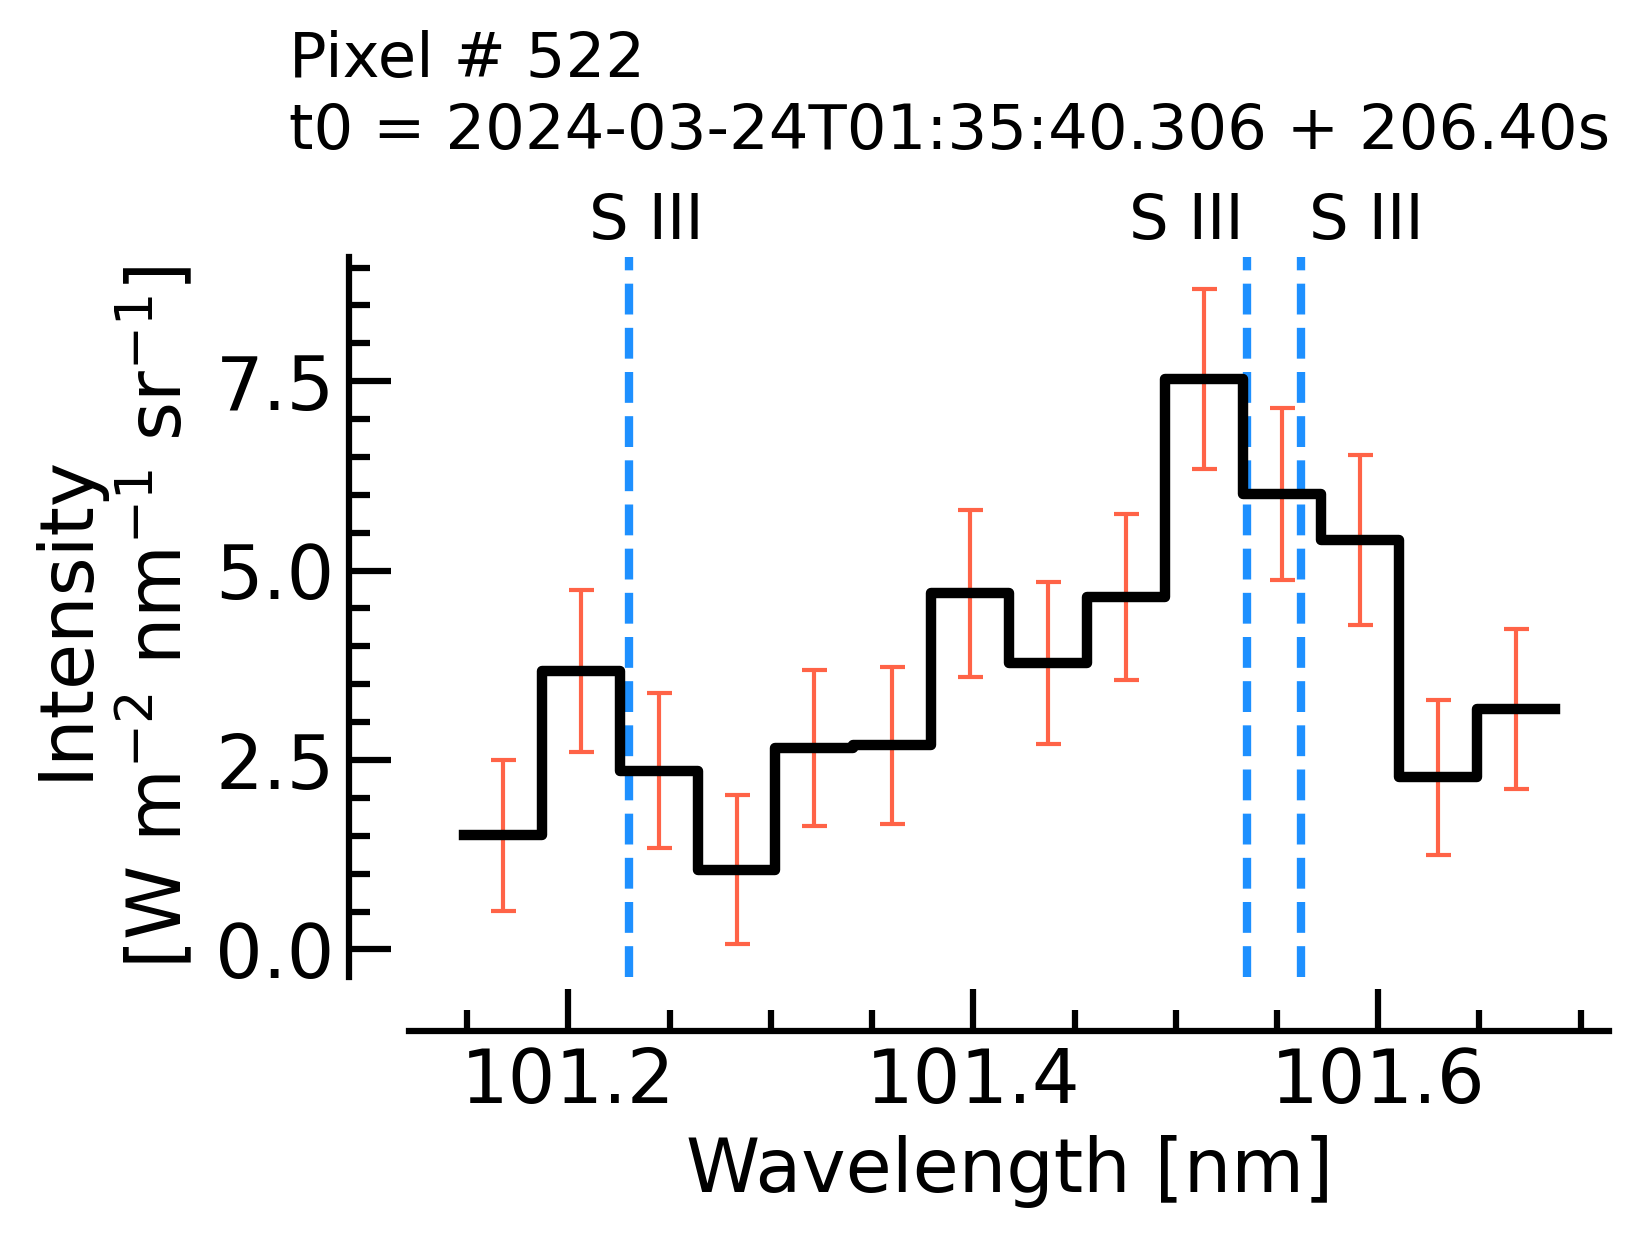 Pixel # 522
t0 = 2024-03-24T01:35:40.306 + 206.40s
S III S III S III
Intensity
[W m⁻² nm⁻¹ sr⁻¹]
7.5
5.0
2.5
0.0
101.2 101.4 101.6
Wavelength [nm]